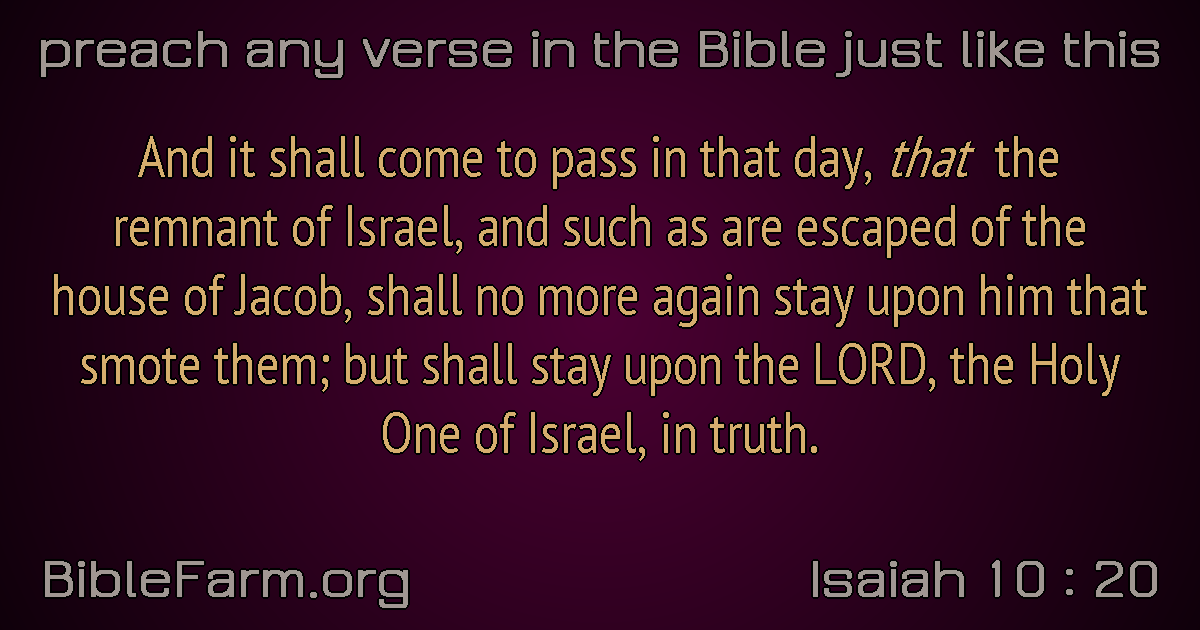 preach any verse in the Bible just like this
And it shall come to pass in that day, that the
remnant of Israel, and such as are escaped of the
house of Jacob, shall no more again stay upon him that
smote them; but shall stay upon the LORD, the Holy
One of Israel, in truth.
BibleFarm.org
Isaiah 10 : 20